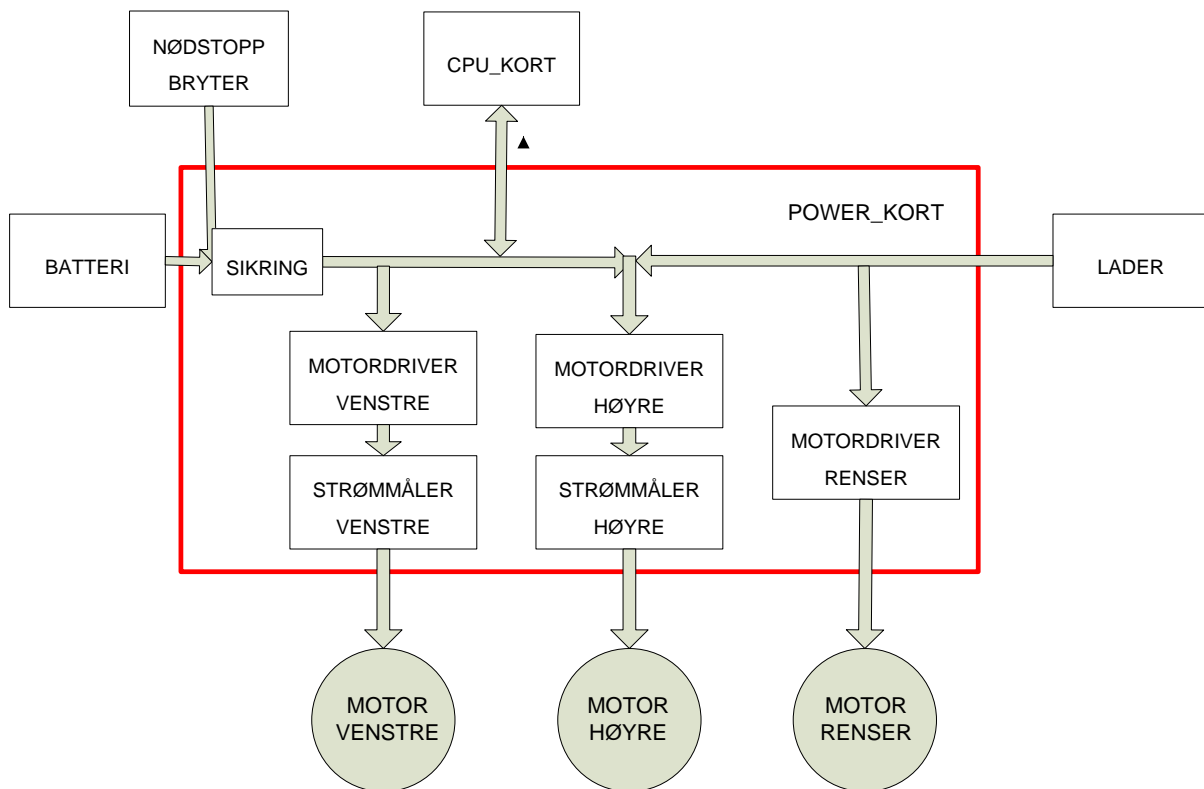 NØDSTOPP
BRYTER
CPU_KORT
POWER_KORT
BATTERI
SIKRING
LADER
MOTORDRIVER
VENSTRE
MOTORDRIVER
HØYRE
MOTORDRIVER
RENSER
STRØMMÅLER
VENSTRE
STRØMMÅLER
HØYRE
MOTOR
VENSTRE
MOTOR
HØYRE
MOTOR
RENSER